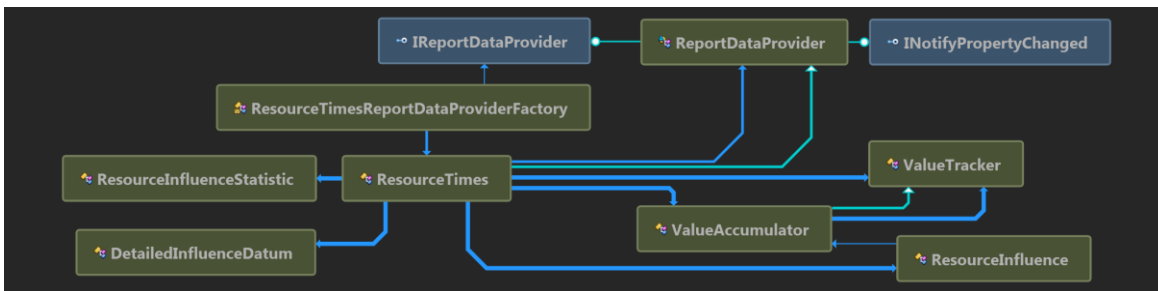 IReportDataProvider
ReportDataProvider
INotifyPropertyChanged
ResourceTimesReportDataProviderFactory
ResourceInfluenceStatistic
ResourceTimes
ValueTracker
ValueAccumulator
DetailedInfluenceDatum
ResourceInfluence